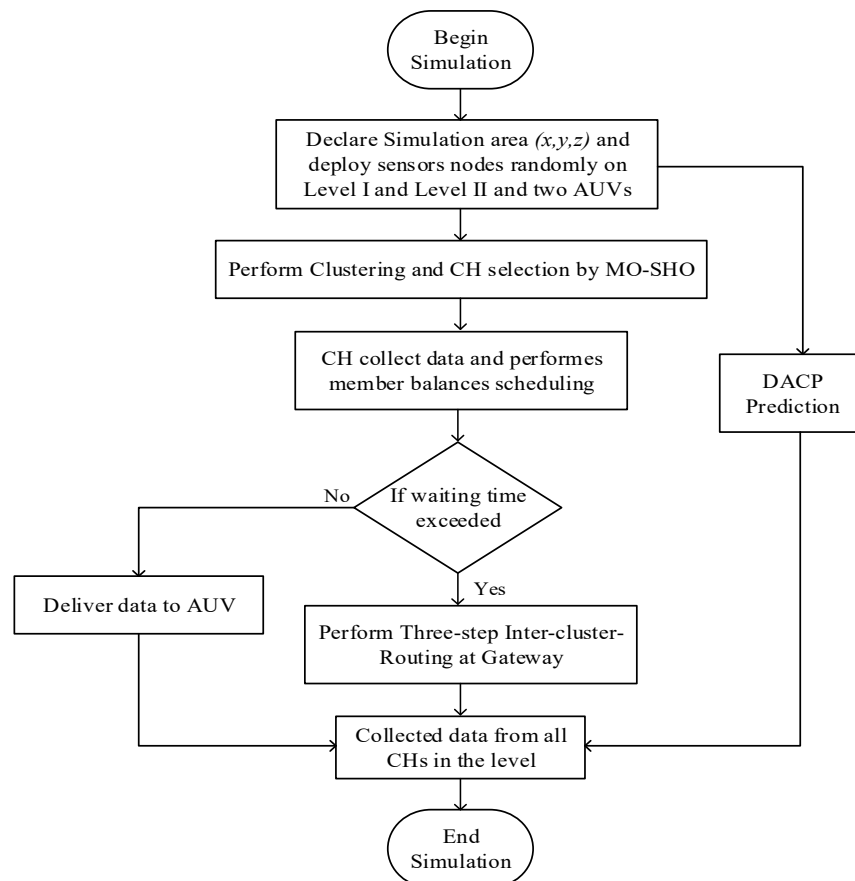 Begin
Simulation
Declare Simulation area (x,y,z) and
deploy sensors nodes randomly on
Level I and Level II and two AUVs
Perform Clustering and CH selection by MO-SHO
CH collect data and performes
member balances scheduling
DACP
Prediction
No
If waiting time
exceeded
Yes
Deliver data to AUV
Perform Three-step Inter-cluster-
Routing at Gateway
Collected data from all
CHs in the level
End
Simulation